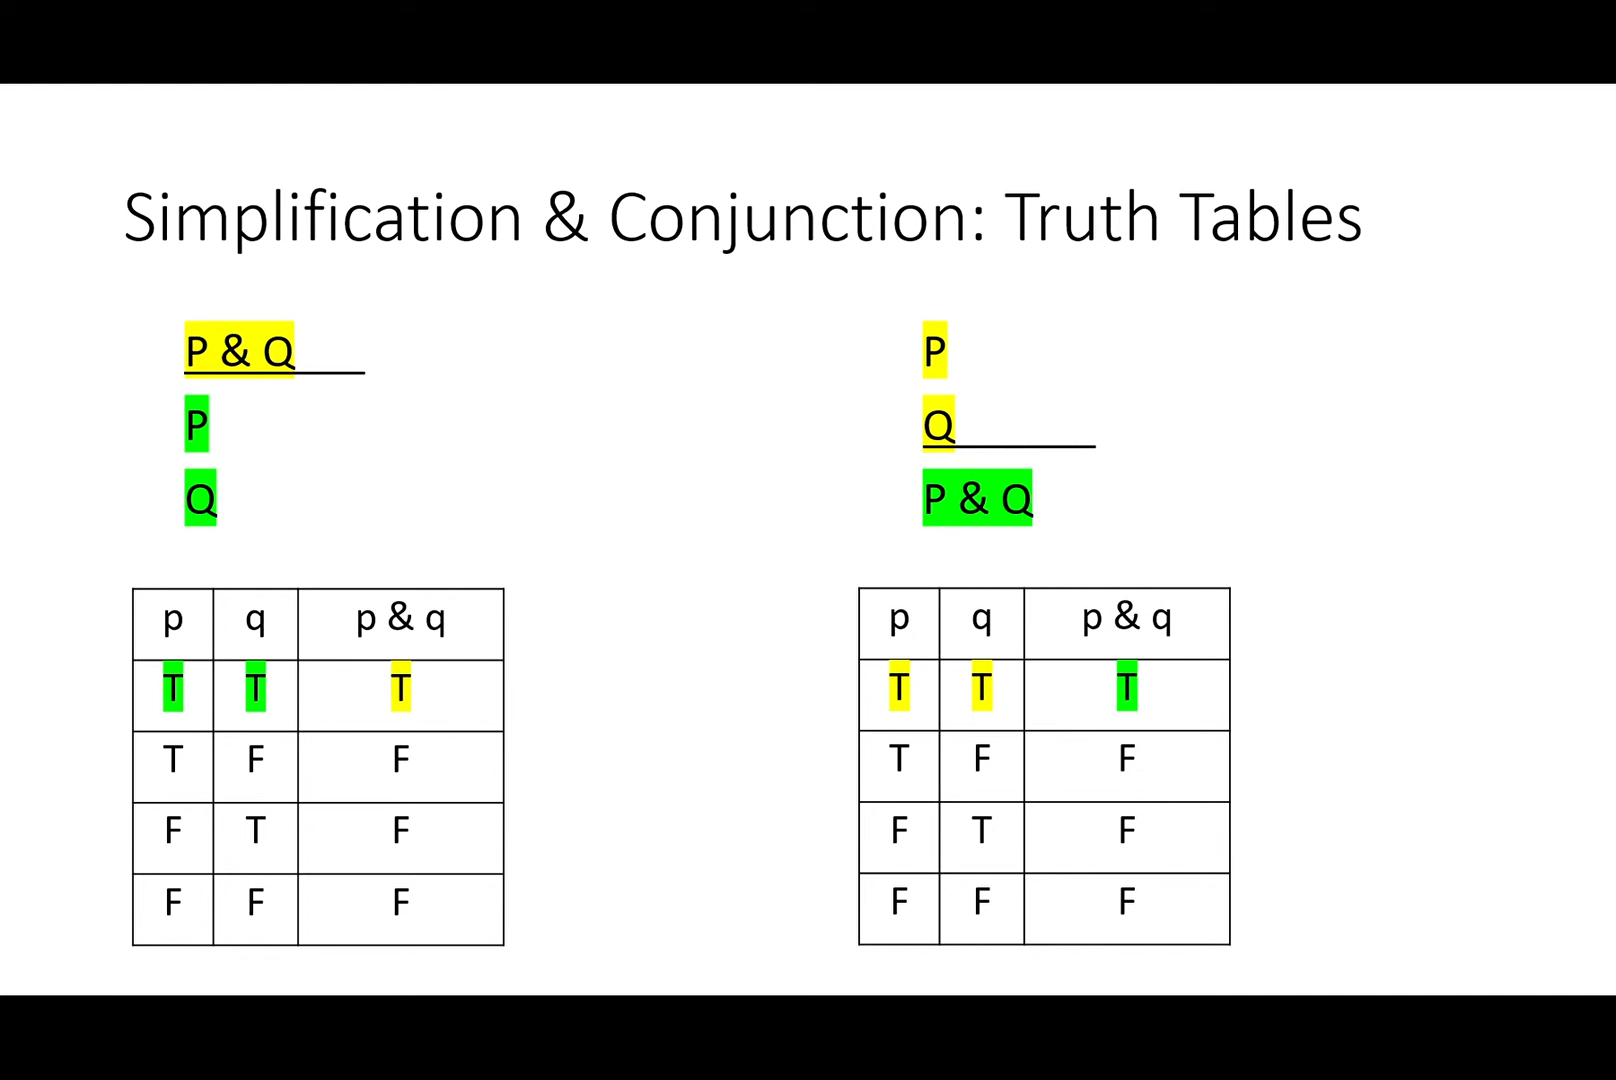 Simplification & Conjunction: Truth Tables
P & Q
P
Q
P
Q
P & Q
p q p & q
T T T
T F F
F T F
F F F
p q p & q
T T T
T F F
F T F
F F F